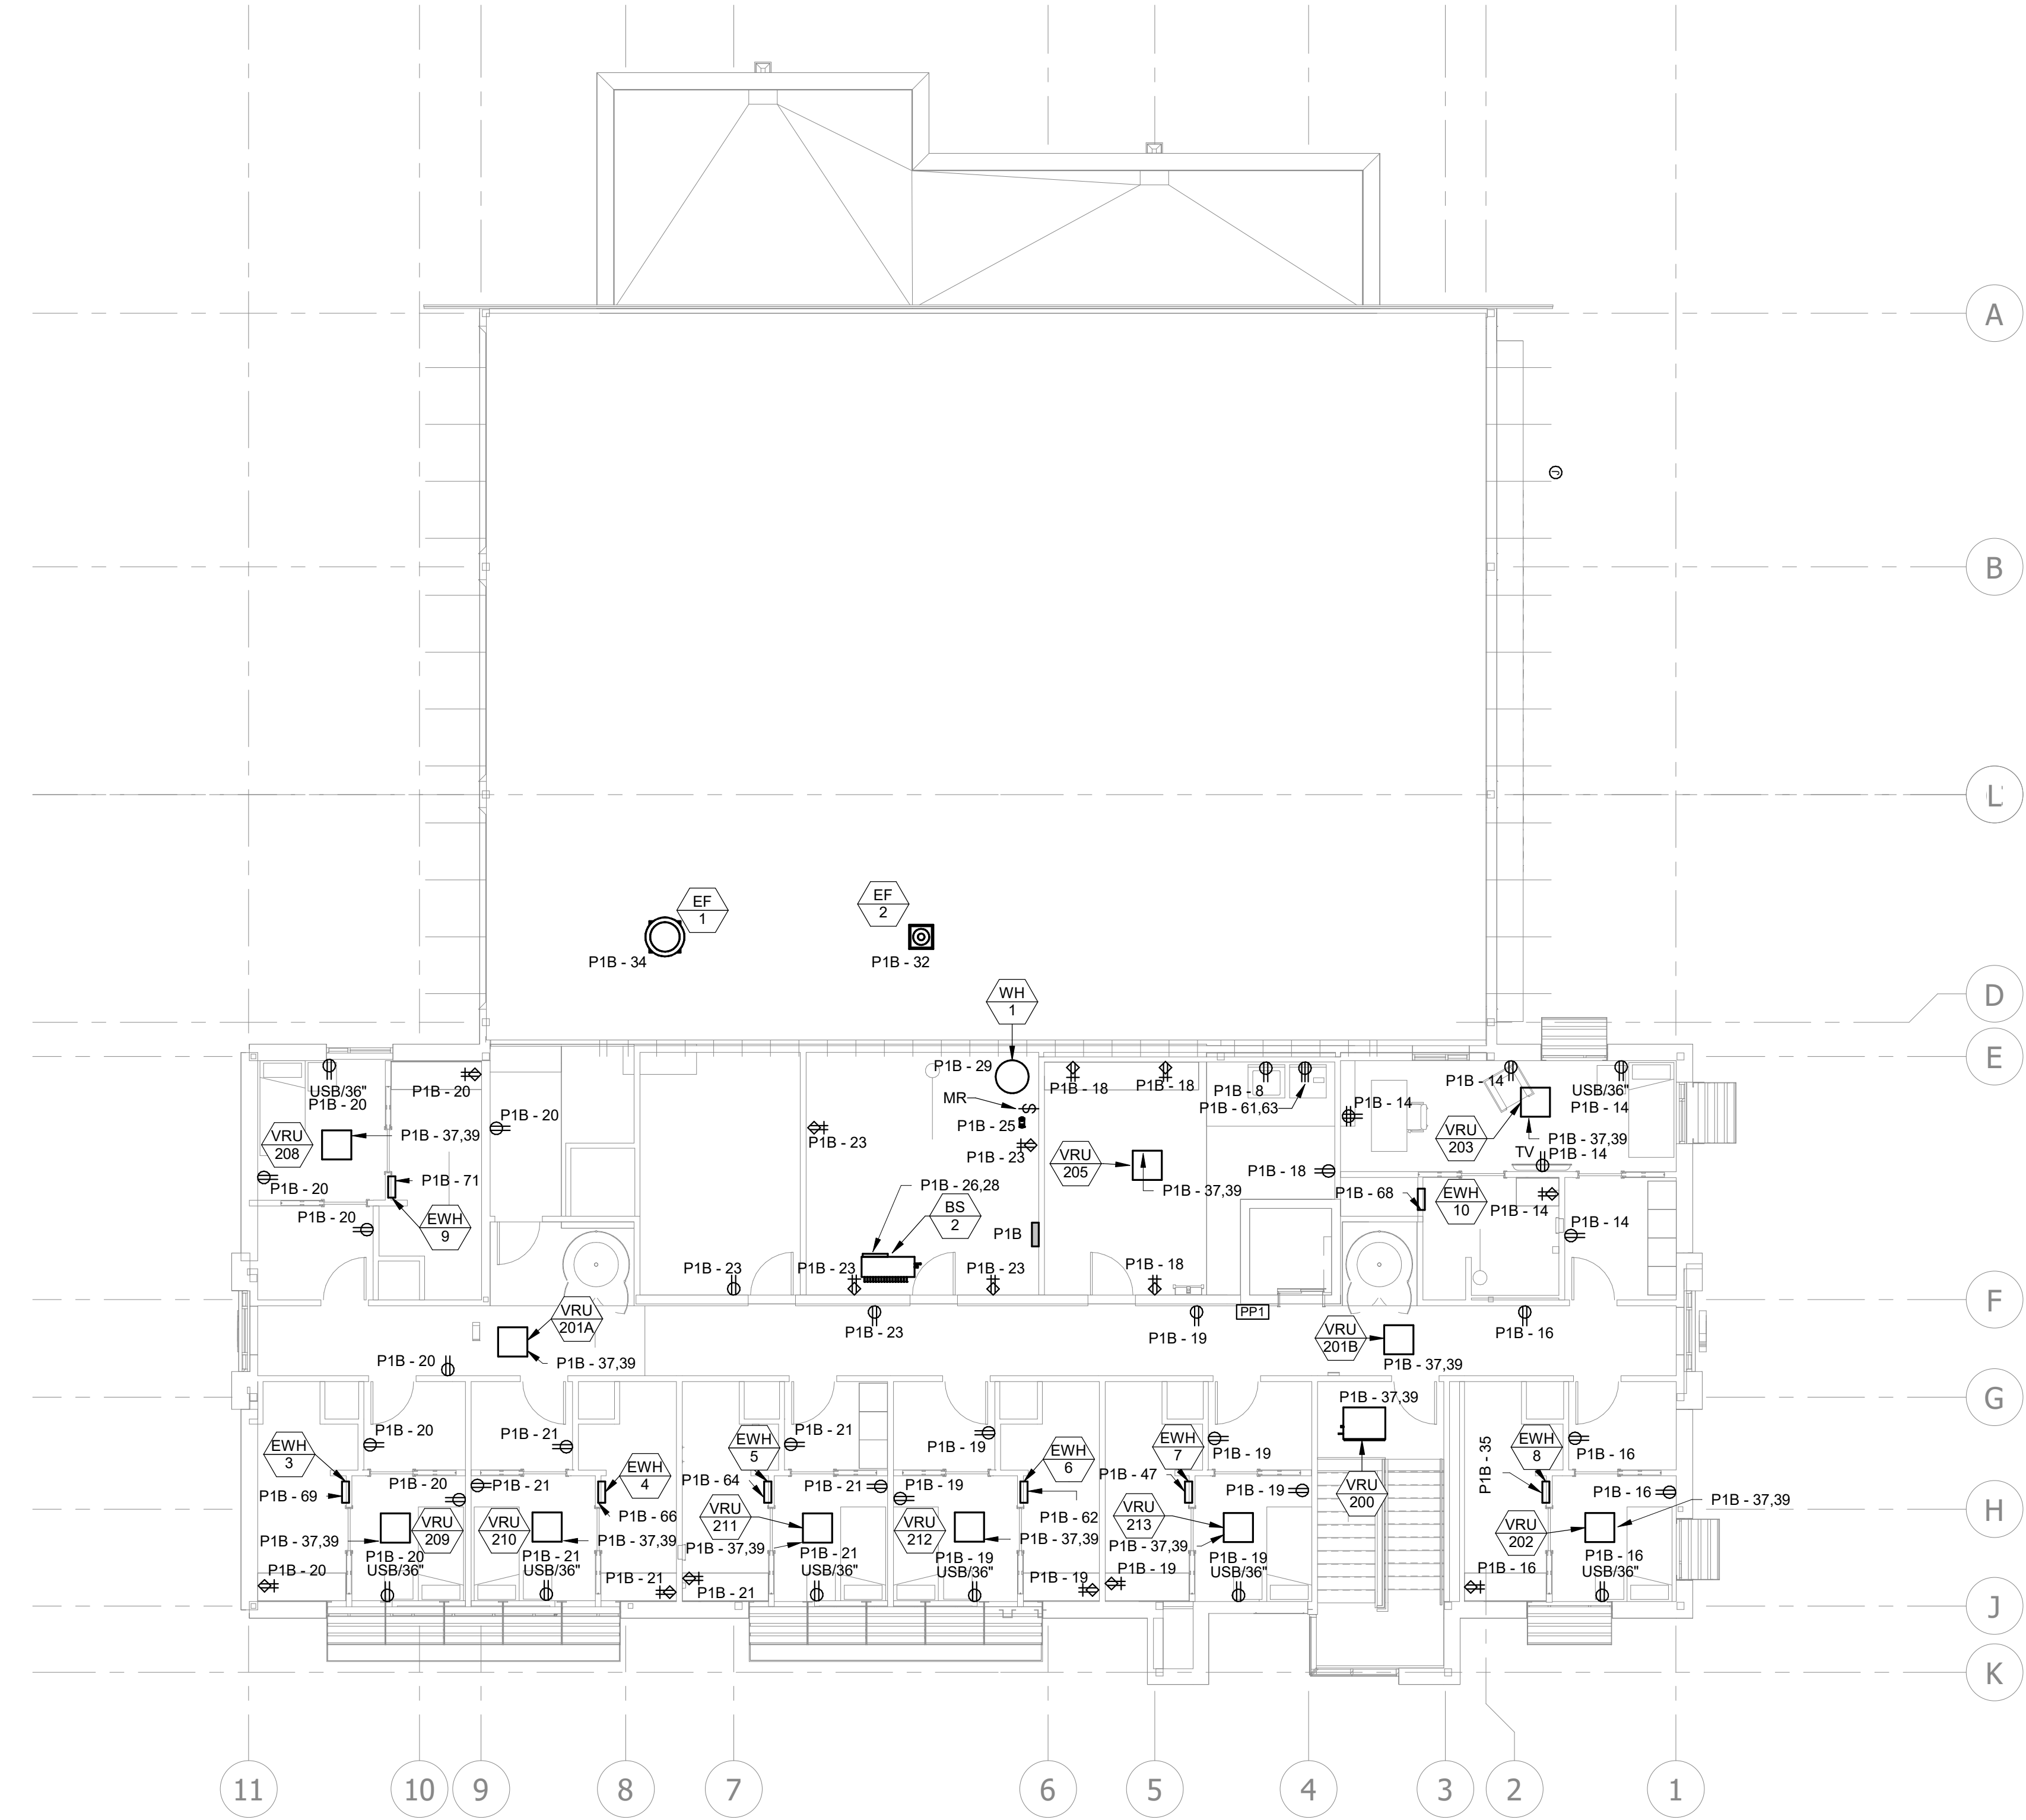 A
J
B
L
EF
1
EF
2
P1B - 34
P1B - 32
WH
1
D
E
P1B - 29
USB/36"
P1B - 20
P1B - 20
P1B - 18
P1B - 18
P1B - 8
P1B - 14
USB/36"
P1B - 14
MR
S
P1B - 61,63
P1B - 14
P1B - 20
P1B - 25
VRU
208
P1B - 37,39
P1B - 23
P1B - 23
VRU
205
VRU
203
P1B - 37,39
TV
P1B - 14
P1B - 20
P1B - 71
P1B - 26,28
P1B - 37,39
P1B - 18
P1B - 68
EWH
10
P1B - 14
P1B - 14
P1B - 20
EWH
9
BS
2
P1B
P1B - 23
P1B - 23
P1B - 23
P1B - 18
F
VRU
201A
PP1
P1B - 23
P1B - 19
VRU
201B
P1B - 16
P1B - 20
P1B - 37,39
P1B - 37,39
G
P1B - 37,39
P1B - 20
P1B - 21
P1B - 21
P1B - 19
P1B - 19
P1B - 16
EWH
3
EWH
4
EWH
5
EWH
6
EWH
7
EWH
8
P1B - 35
P1B - 69
P1B - 20
P1B - 21
P1B - 64
P1B - 21
P1B - 19
P1B - 47
P1B - 19
VRU
200
P1B - 16
P1B - 37,39
H
VRU
209
VRU
210
P1B - 66
VRU
211
VRU
212
P1B - 62
VRU
213
VRU
202
P1B - 37,39
P1B - 37,39
P1B - 37,39
P1B - 37,39
P1B - 37,39
P1B - 20
USB/36"
P1B - 21
USB/36"
P1B - 21
USB/36"
P1B - 19
USB/36"
P1B - 19
USB/36"
P1B - 16
USB/36"
P1B - 20
P1B - 21
P1B - 21
P1B - 19
P1B - 19
P1B - 16
J
K
11
10
9
8
7
6
5
4
3
2
1